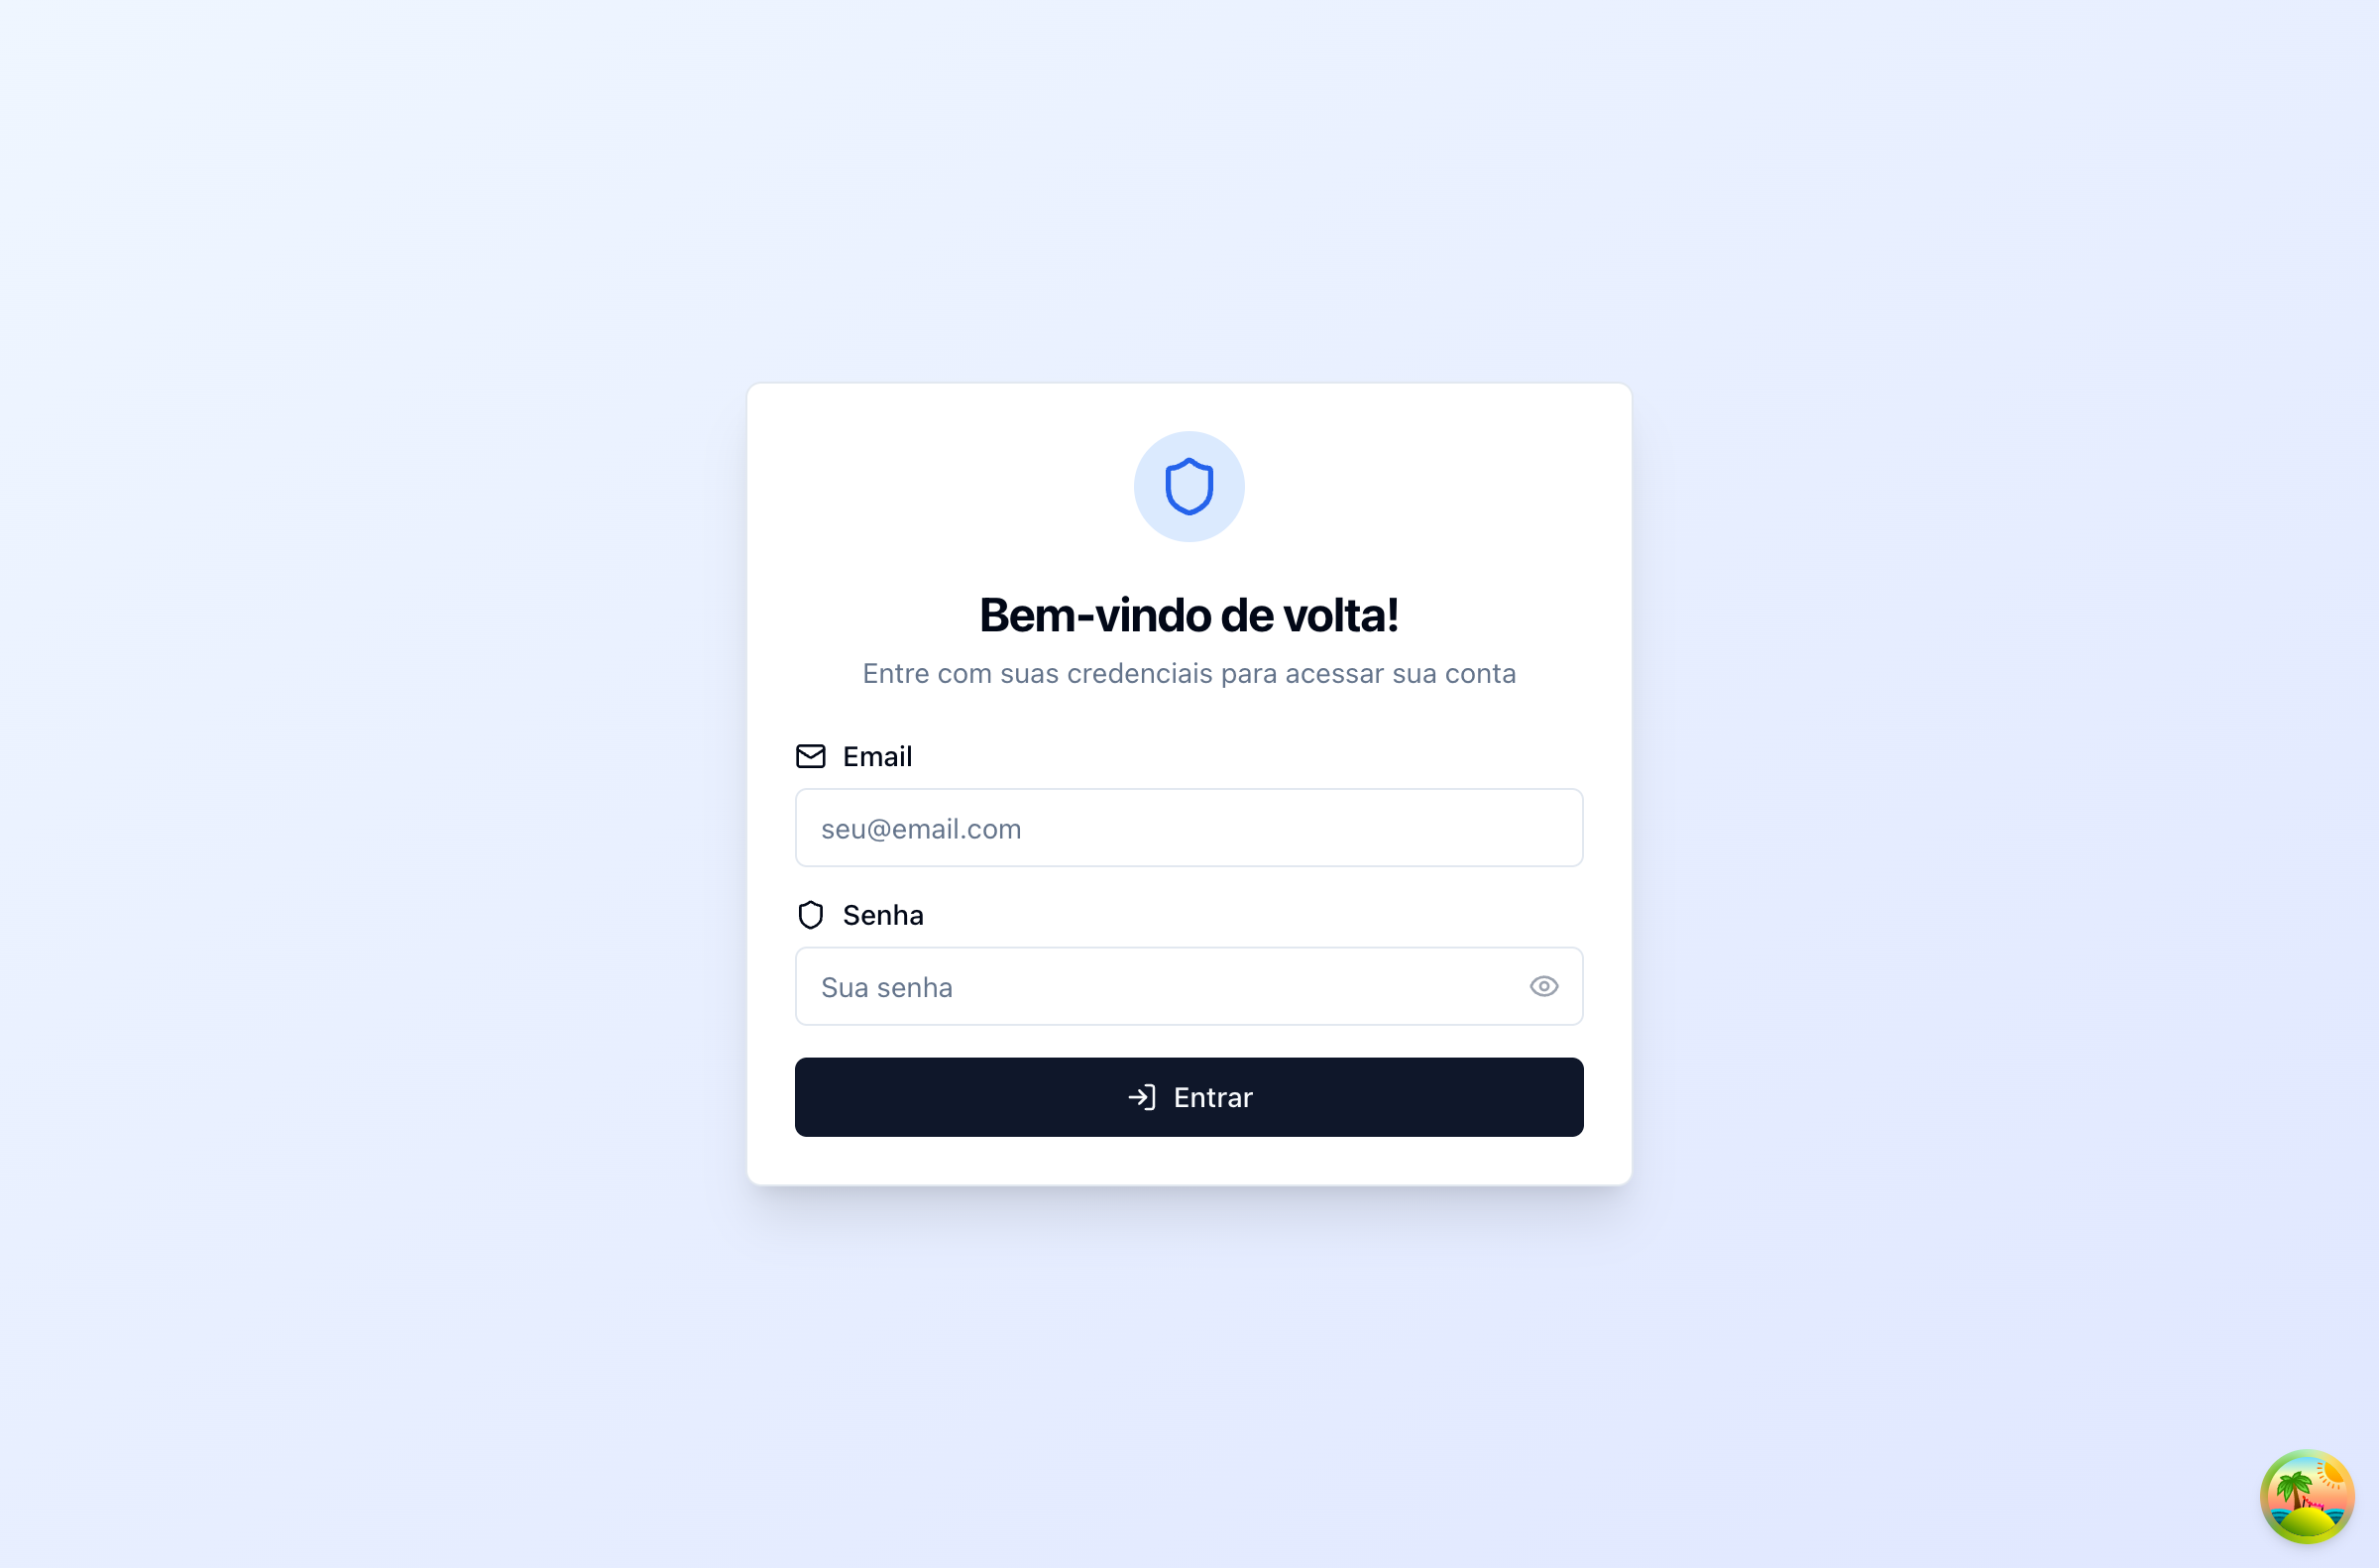 Bem-vindo de volta!
Entre com suas credenciais para acessar sua conta
Email
seu@email.com
Senha
Sua senha
Entrar